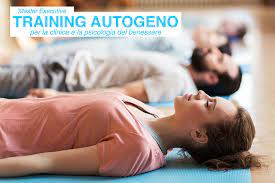 Master Executive
TRAINING AUTOGENO
per la clinica e la psicologia del benessere